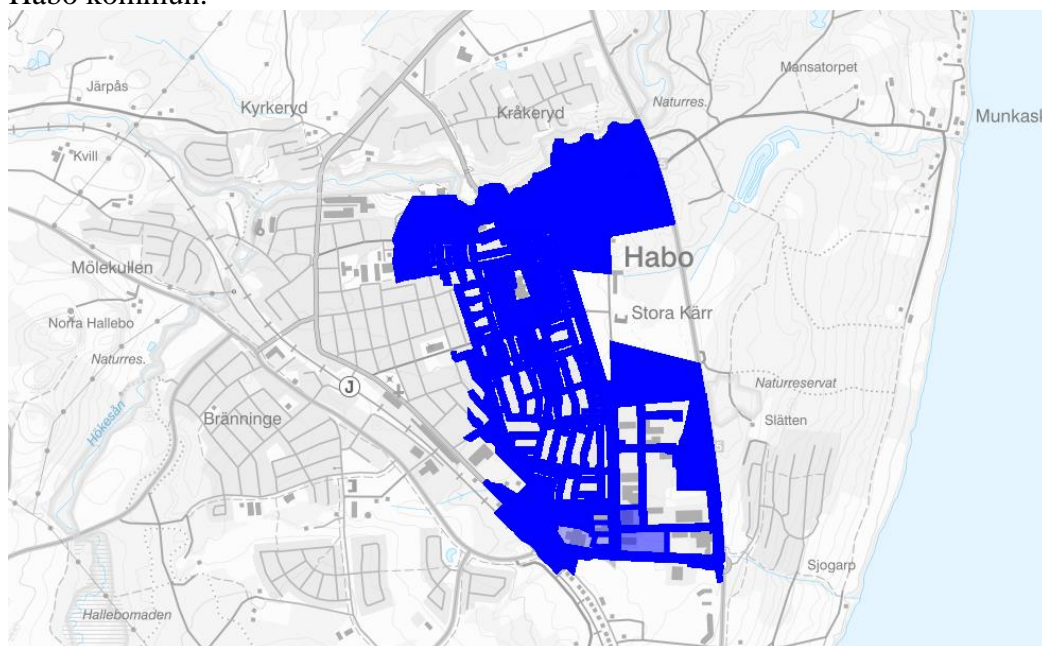 Habo kommun.
Mansatorpet
Järpås
Kyrkeryd
Kråkeryd
Naturres.
Munkask
Kvill
Habo
Mölekullen
Stora Kärr
Norra Hallebo
Naturres.
J
Naturreservat
Bränninge
Slätten
Hökesån
Sjogarp
Hallebomaden